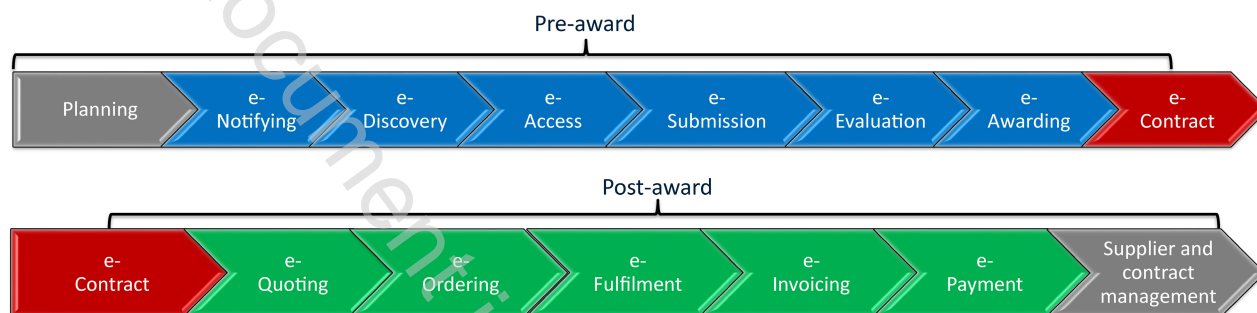 Pre-award
Planning
e-
Notifying
e-
Discovery
e-
Access
e-
Submission
e-
Evaluation
e-
Awarding
e-
Contract
Post-award
e-
Contract
e-
Quoting
e-
Ordering
e-
Fulfilment
e-
Invoicing
e-
Payment
Supplier and
contract
management